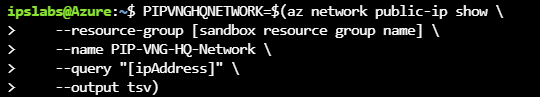 ipslabs@Azure:~$ PIPVNGHQNETWORK=$(az network public-ip show \
>     --resource-group [sandbox resource group name] \
>     --name PIP-VNG-HQ-Network \
>     --query "[ipAddress]" \
>     --output tsv)